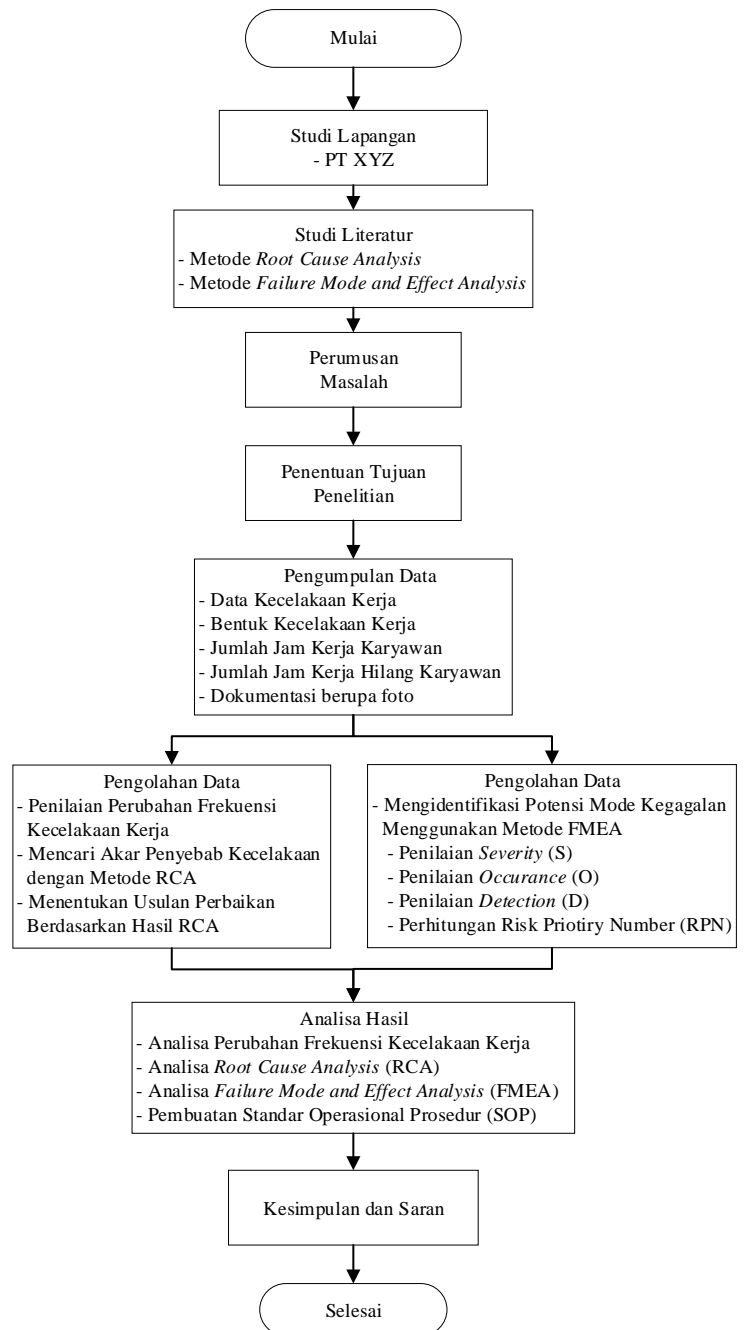 Mulai
Studi Lapangan
- PT XYZ
Studi Literatur
- Metode Root Cause Analysis
- Metode Failure Mode and Effect Analysis
Perumusan
Masalah
Penentuan Tujuan
Penelitian
Pengumpulan Data
- Data Kecelakaan Kerja
- Bentuk Kecelakaan Kerja
- Jumlah Jam Kerja Karyawan
- Jumlah Jam Kerja Hilang Karyawan
- Dokumentasi berupa foto
Pengolahan Data
- Penilaian Perubahan Frekuensi
Kecelakaan Kerja
- Mencari Akar Penyebab Kecelakaan
dengan Metode RCA
- Menentukan Usulan Perbaikan
Berdasarkan Hasil RCA
Pengolahan Data
- Mengidentifikasi Potensi Mode Kegagalan
Menggunakan Metode FMEA
- Penilaian Severity (S)
- Penilaian Occurance (O)
- Penilaian Detection (D)
- Perhitungan Risk Priotiry Number (RPN)
Analisa Hasil
- Analisa Perubahan Frekuensi Kecelakaan Kerja
- Analisa Root Cause Analysis (RCA)
- Analisa Failure Mode and Effect Analysis (FMEA)
- Pembuatan Standar Operasional Prosedur (SOP)
Kesimpulan dan Saran
Selesai